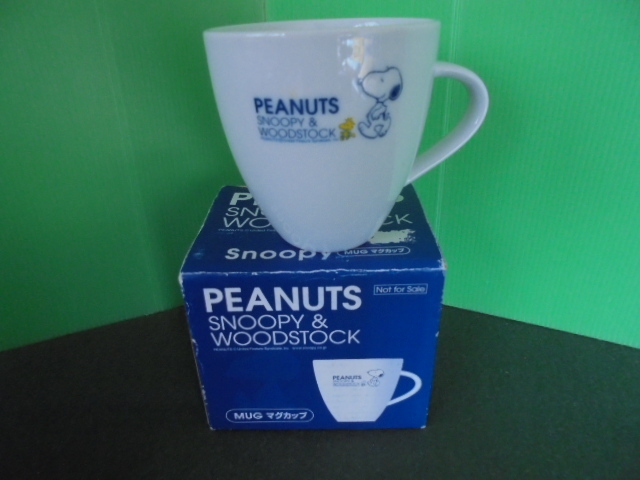 PEANUTS
SNOOPY &
WOODSTOCK
Snoopy
MUG マグカップ
PEANUTS
SNOOPY &
WOODSTOCK
Not for Sale
PEANUTS
SNOOPY &
WOODSTOCK
MUG マグカップ